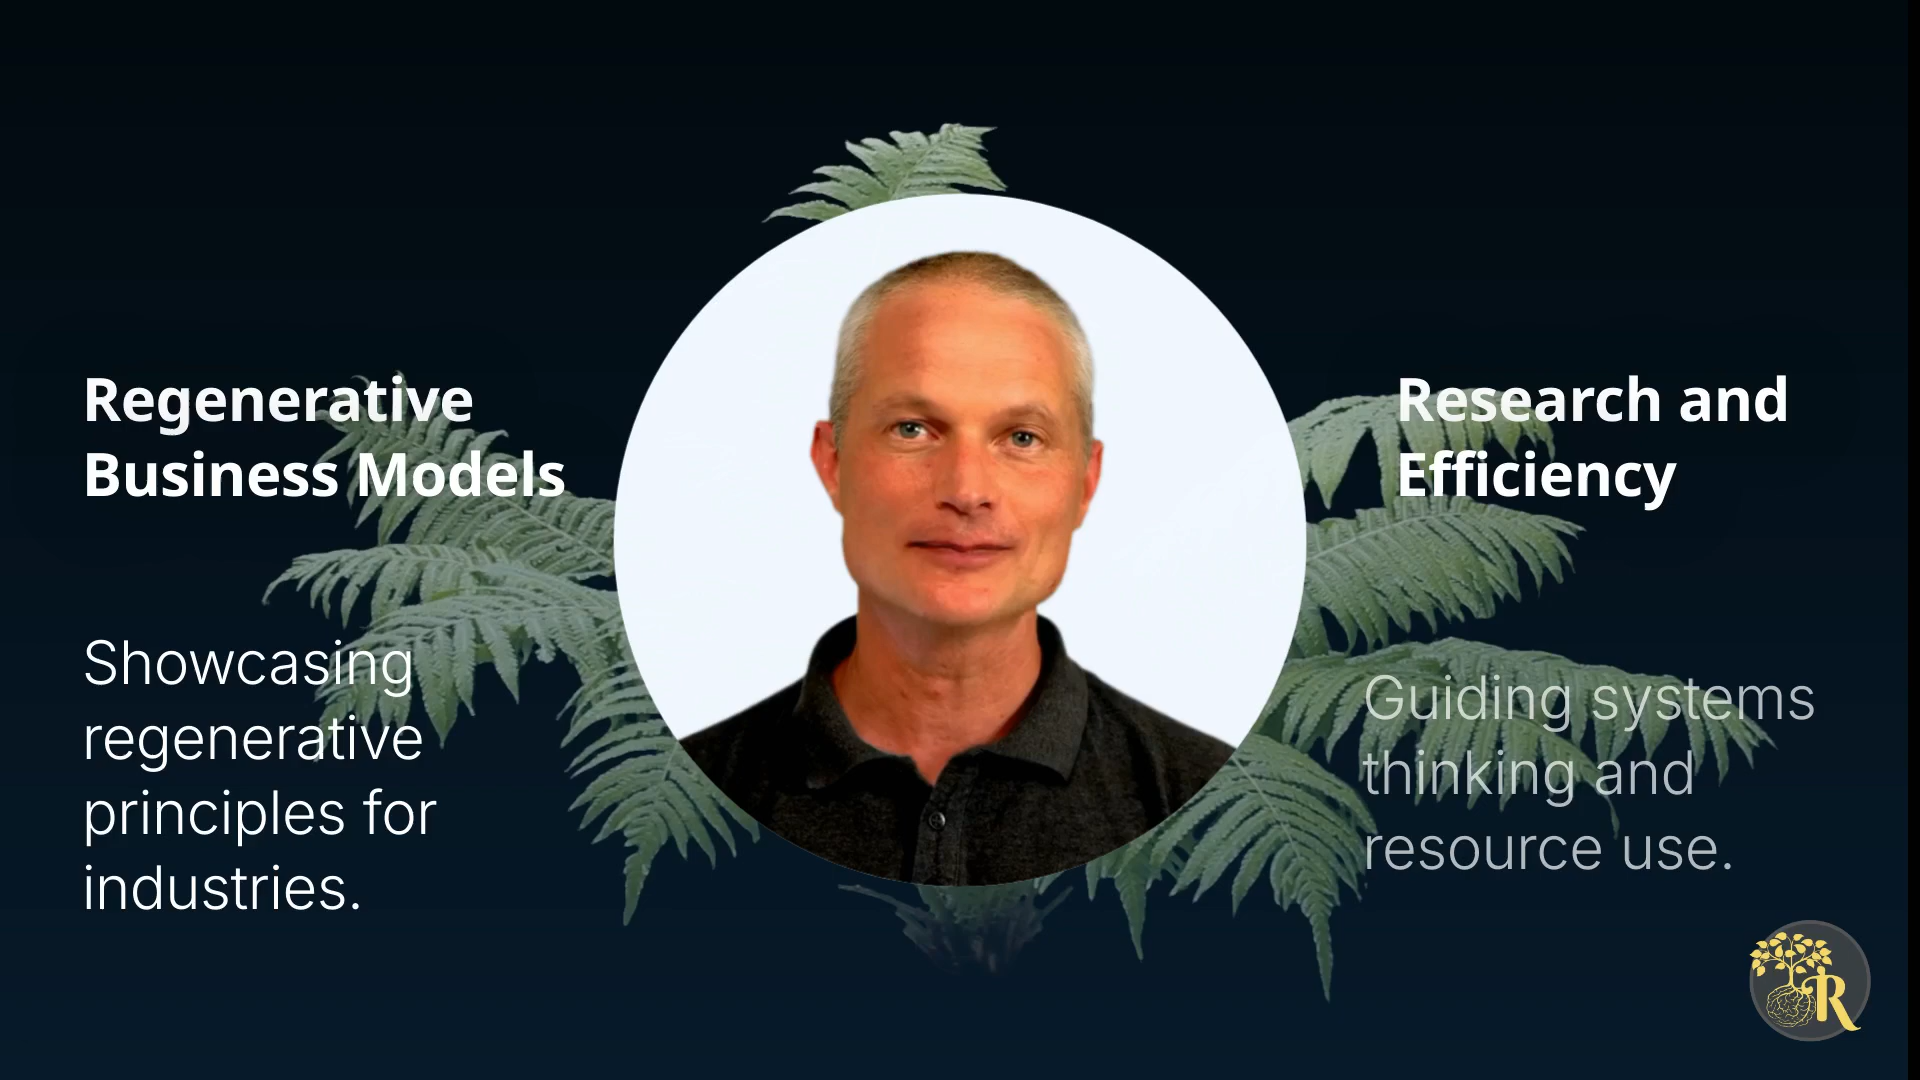 Regenerative
Business Models
Showcasing
regenerative
principles for
industries.
Research and
Efficiency
Guiding systems
thinking and
resource use.
R